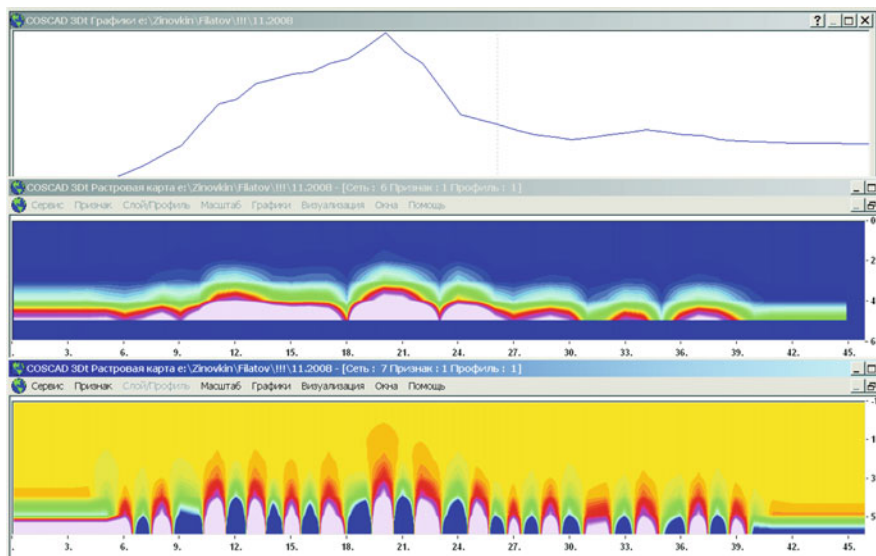 COSCAD 3Dt Графики e:\Zinovkin\Filatov\!!!\11.2008
COSCAD 3Dt Растровая карта e:\Zinovkin\Filatov\!!!\11.2008 - [Сеть : 6 Признак : 1 Профиль : 1]
Сервис Признак Слой/Профиль Масштаб Графики Визуализация Окна Помощь
0
2
4
6
. 3. 6. 9. 12. 15. 18. 21. 24. 27. 30. 33. 36. 39. 42. 45.
COSCAD 3Dt Растровая карта e:\Zinovkin\Filatov\!!!\11.2008 - [Сеть : 7 Признак : 1 Профиль : 1]
Сервис Признак Слой/Профиль Масштаб Графики Визуализация Окна Помощь
3
5
. 3. 6. 9. 12. 15. 18. 21. 24. 27. 30. 33. 36. 39. 42. 45.